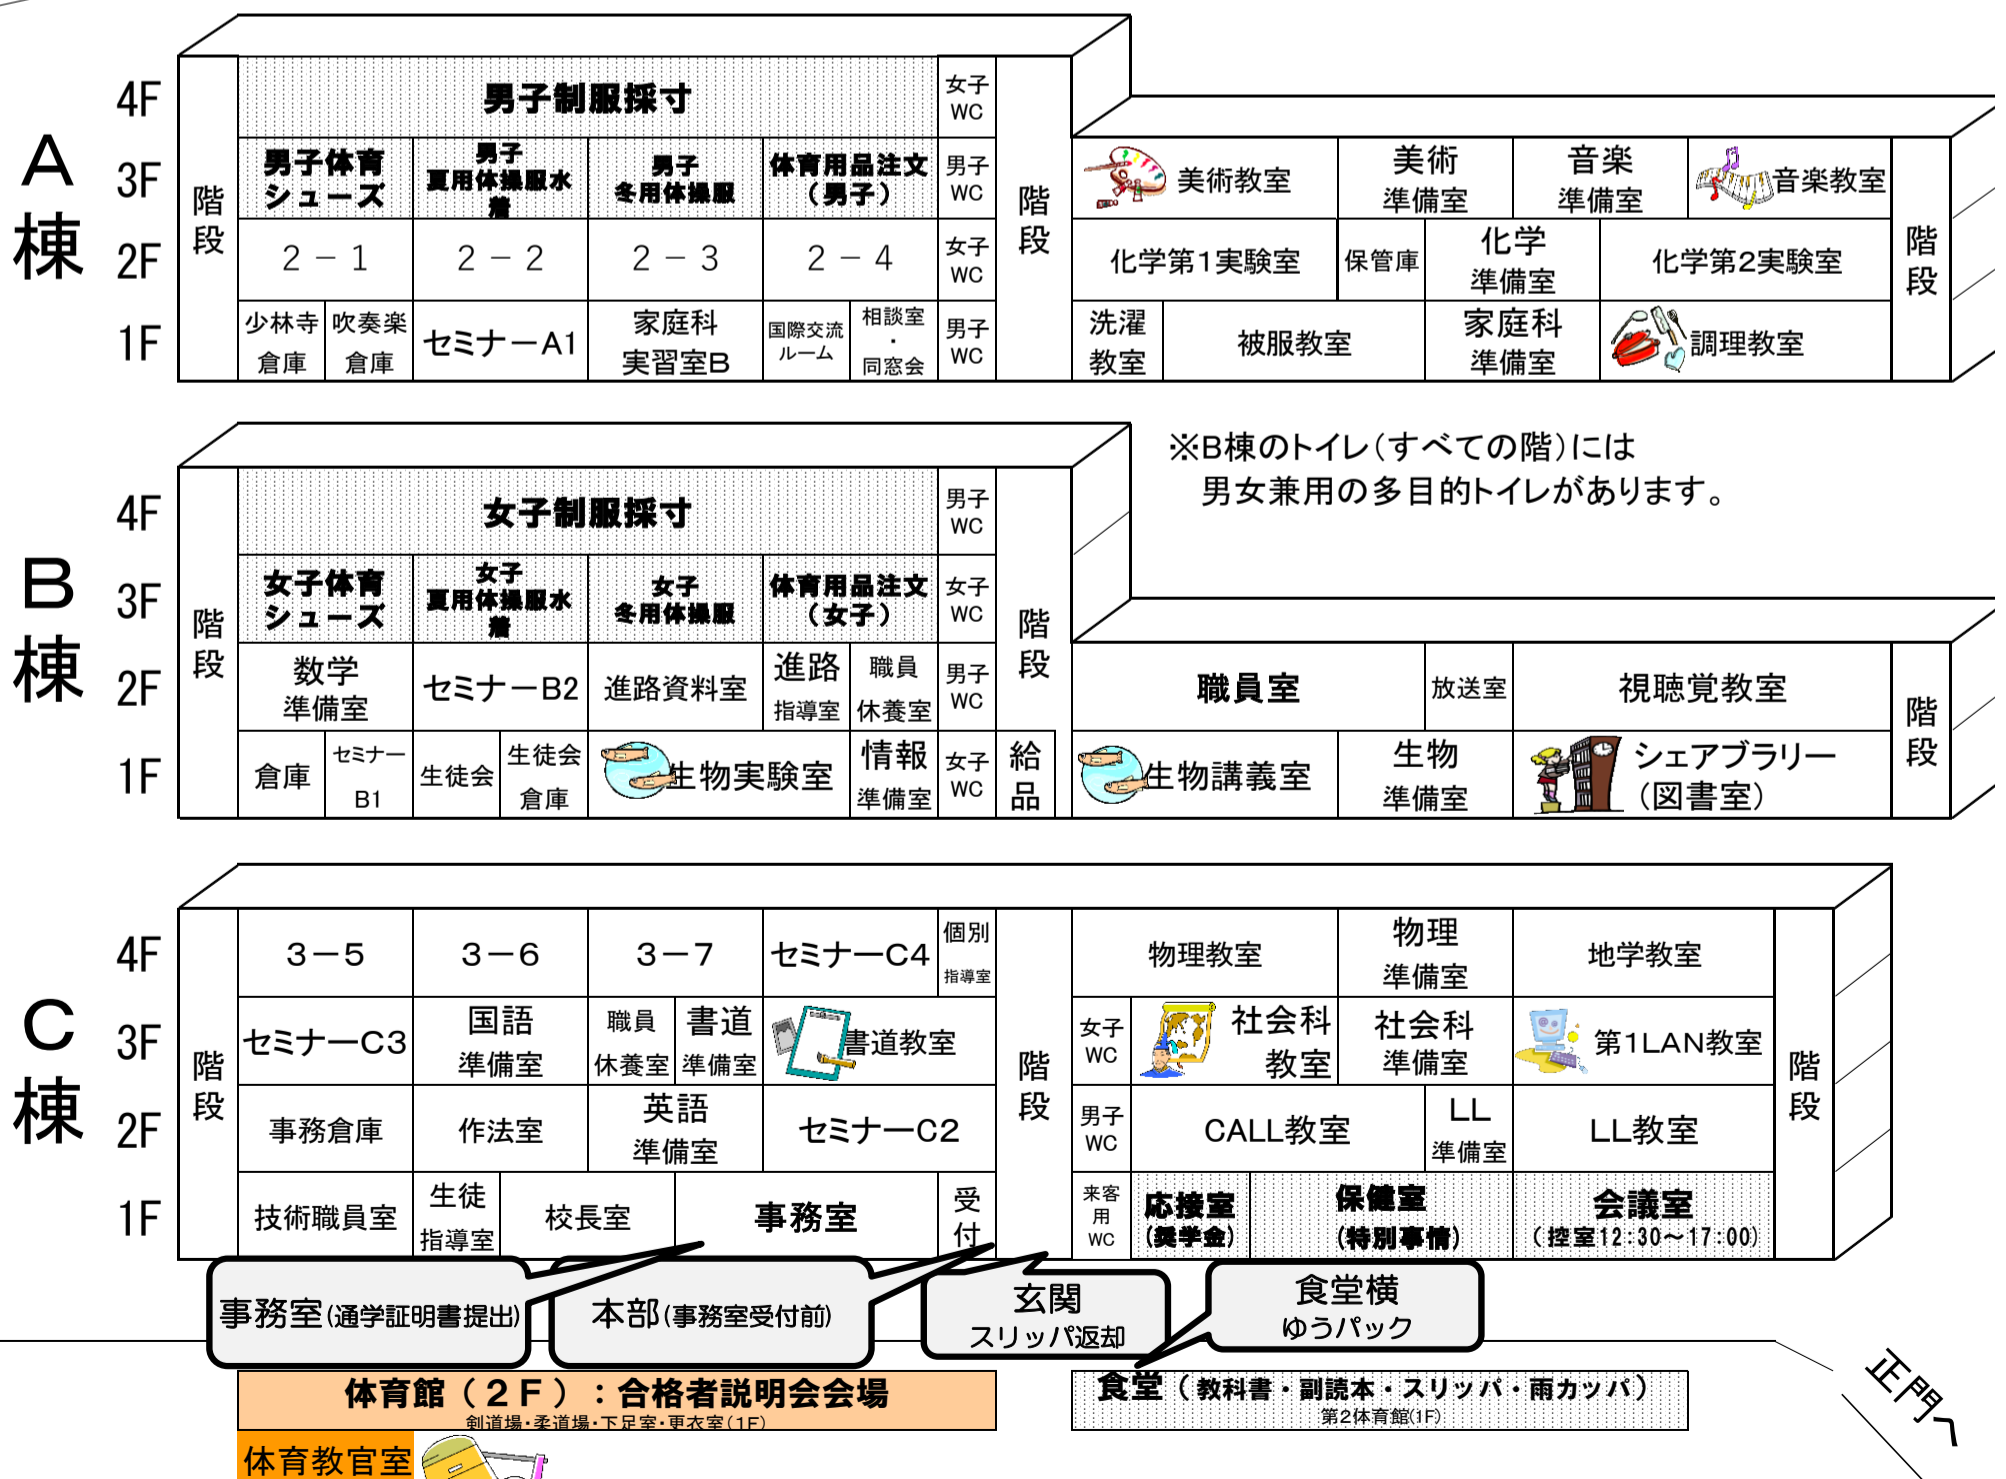 A棟
4F
階段
男子制服採寸
女子
WC
階段
3F
男子体育
シューズ
男子
夏用体操服水
着
男子
冬用体操服
体育用品注文
(男子)
男子
WC
美術教室
美術
準備室
音楽
準備室
音楽教室
階段
2F
2－1
2－2
2－3
2－4
女子
WC
化学第1実験室
保管庫
化学
準備室
化学第2実験室
1F
少林寺
倉庫
吹奏楽
倉庫
セミナーA1
家庭科
実習室B
国際交流
ルーム
相談室
・
同窓会
男子
WC
洗濯
教室
被服教室
家庭科
準備室
調理教室
※B棟のトイレ(すべての階)には
男女兼用の多目的トイレがあります。
B棟
4F
階段
女子制服採寸
男子
WC
階段
3F
女子体育
シューズ
女子
夏用体操服水
着
女子
冬用体操服
体育用品注文
(女子)
女子
WC
2F
数学
準備室
セミナーB2
進路資料室
進路
指導室
職員
休養室
男子
WC
職員室
放送室
視聴覚教室
階段
1F
倉庫
セミナー
B1
生徒会
生徒会
倉庫
生物実験室
情報
準備室
女子
WC
給品
生物講義室
生物
準備室
シェアブラリー
(図書室)
C棟
4F
階段
3－5
3－6
3－7
セミナーC4
個別
指導室
階段
物理教室
物理
準備室
地学教室
階段
3F
セミナーC3
国語
準備室
職員
休養室
書道
準備室
書道教室
女子
WC
社会科
教室
社会科
準備室
第1LAN教室
2F
事務倉庫
作法室
英語
準備室
セミナーC2
男子
WC
CALL教室
LL
準備室
LL教室
1F
技術職員室
生徒
指導室
校長室
事務室
受付
来客
用
WC
応接室
(奨学金)
保健室
(特別事情)
会議室
(控室12:30～17:00)
事務室(通学証明書提出)
本部(事務室受付前)
玄関
スリッパ返却
食堂横
ゆうパック
体育館(2F):合格者説明会会場
剣道場・柔道場・下足室・更衣室(1F)
食堂(教科書・副読本・スリッパ・雨カッパ)
第2体育館(1F)
正門へ
体育教官室